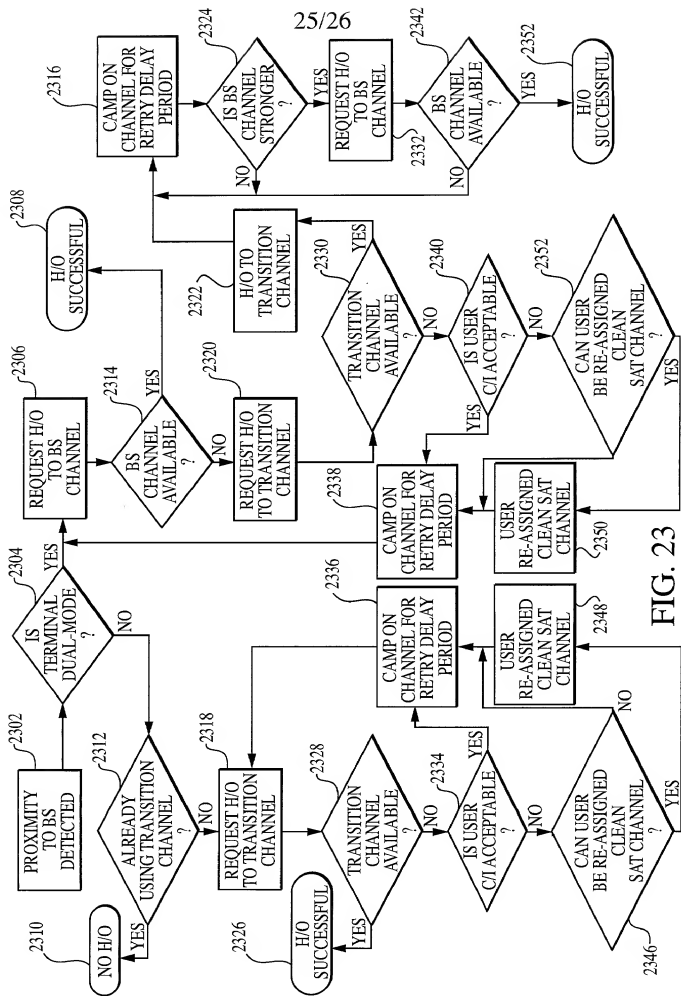 25/26
2302
PROXIMITY
TO BS
DETECTED
2304
IS
TERMINAL
DUAL-MODE
?
YES
NO
2306
REQUEST H/O
TO BS
CHANNEL
2308
H/O
SUCCESSFUL
2310
NO H/O
2312
ALREADY
USING TRANSITION
CHANNEL
?
YES
NO
2314
BS
CHANNEL
AVAILABLE
?
YES
NO
2316
CAMP ON
CHANNEL FOR
RETRY DELAY
PERIOD
2318
REQUEST H/O
TO TRANSITION
CHANNEL
2320
REQUEST H/O
TO TRANSITION
CHANNEL
2322
H/O TO
TRANSITION
CHANNEL
2324
IS BS
CHANNEL
STRONGER
?
NO
YES
2326
H/O
SUCCESSFUL
2328
TRANSITION
CHANNEL
AVAILABLE
?
YES
NO
2330
TRANSITION
CHANNEL
AVAILABLE
?
YES
NO
2332
REQUEST H/O
TO BS
CHANNEL
2334
IS USER
C/I ACCEPTABLE
?
YES
NO
2336
CAMP ON
CHANNEL FOR
RETRY DELAY
PERIOD
2338
CAMP ON
CHANNEL FOR
RETRY DELAY
PERIOD
2340
IS USER
C/I ACCEPTABLE
?
YES
NO
2342
BS
CHANNEL
AVAILABLE
?
NO
YES
2346
CAN USER
BE RE-ASSIGNED
CLEAN
SAT CHANNEL
?
NO
YES
2348
USER
RE-ASSIGNED
CLEAN SAT
CHANNEL
2350
USER
RE-ASSIGNED
CLEAN SAT
CHANNEL
2352
CAN USER
BE RE-ASSIGNED
CLEAN
SAT CHANNEL
?
YES
2352
H/O
SUCCESSFUL
FIG. 23